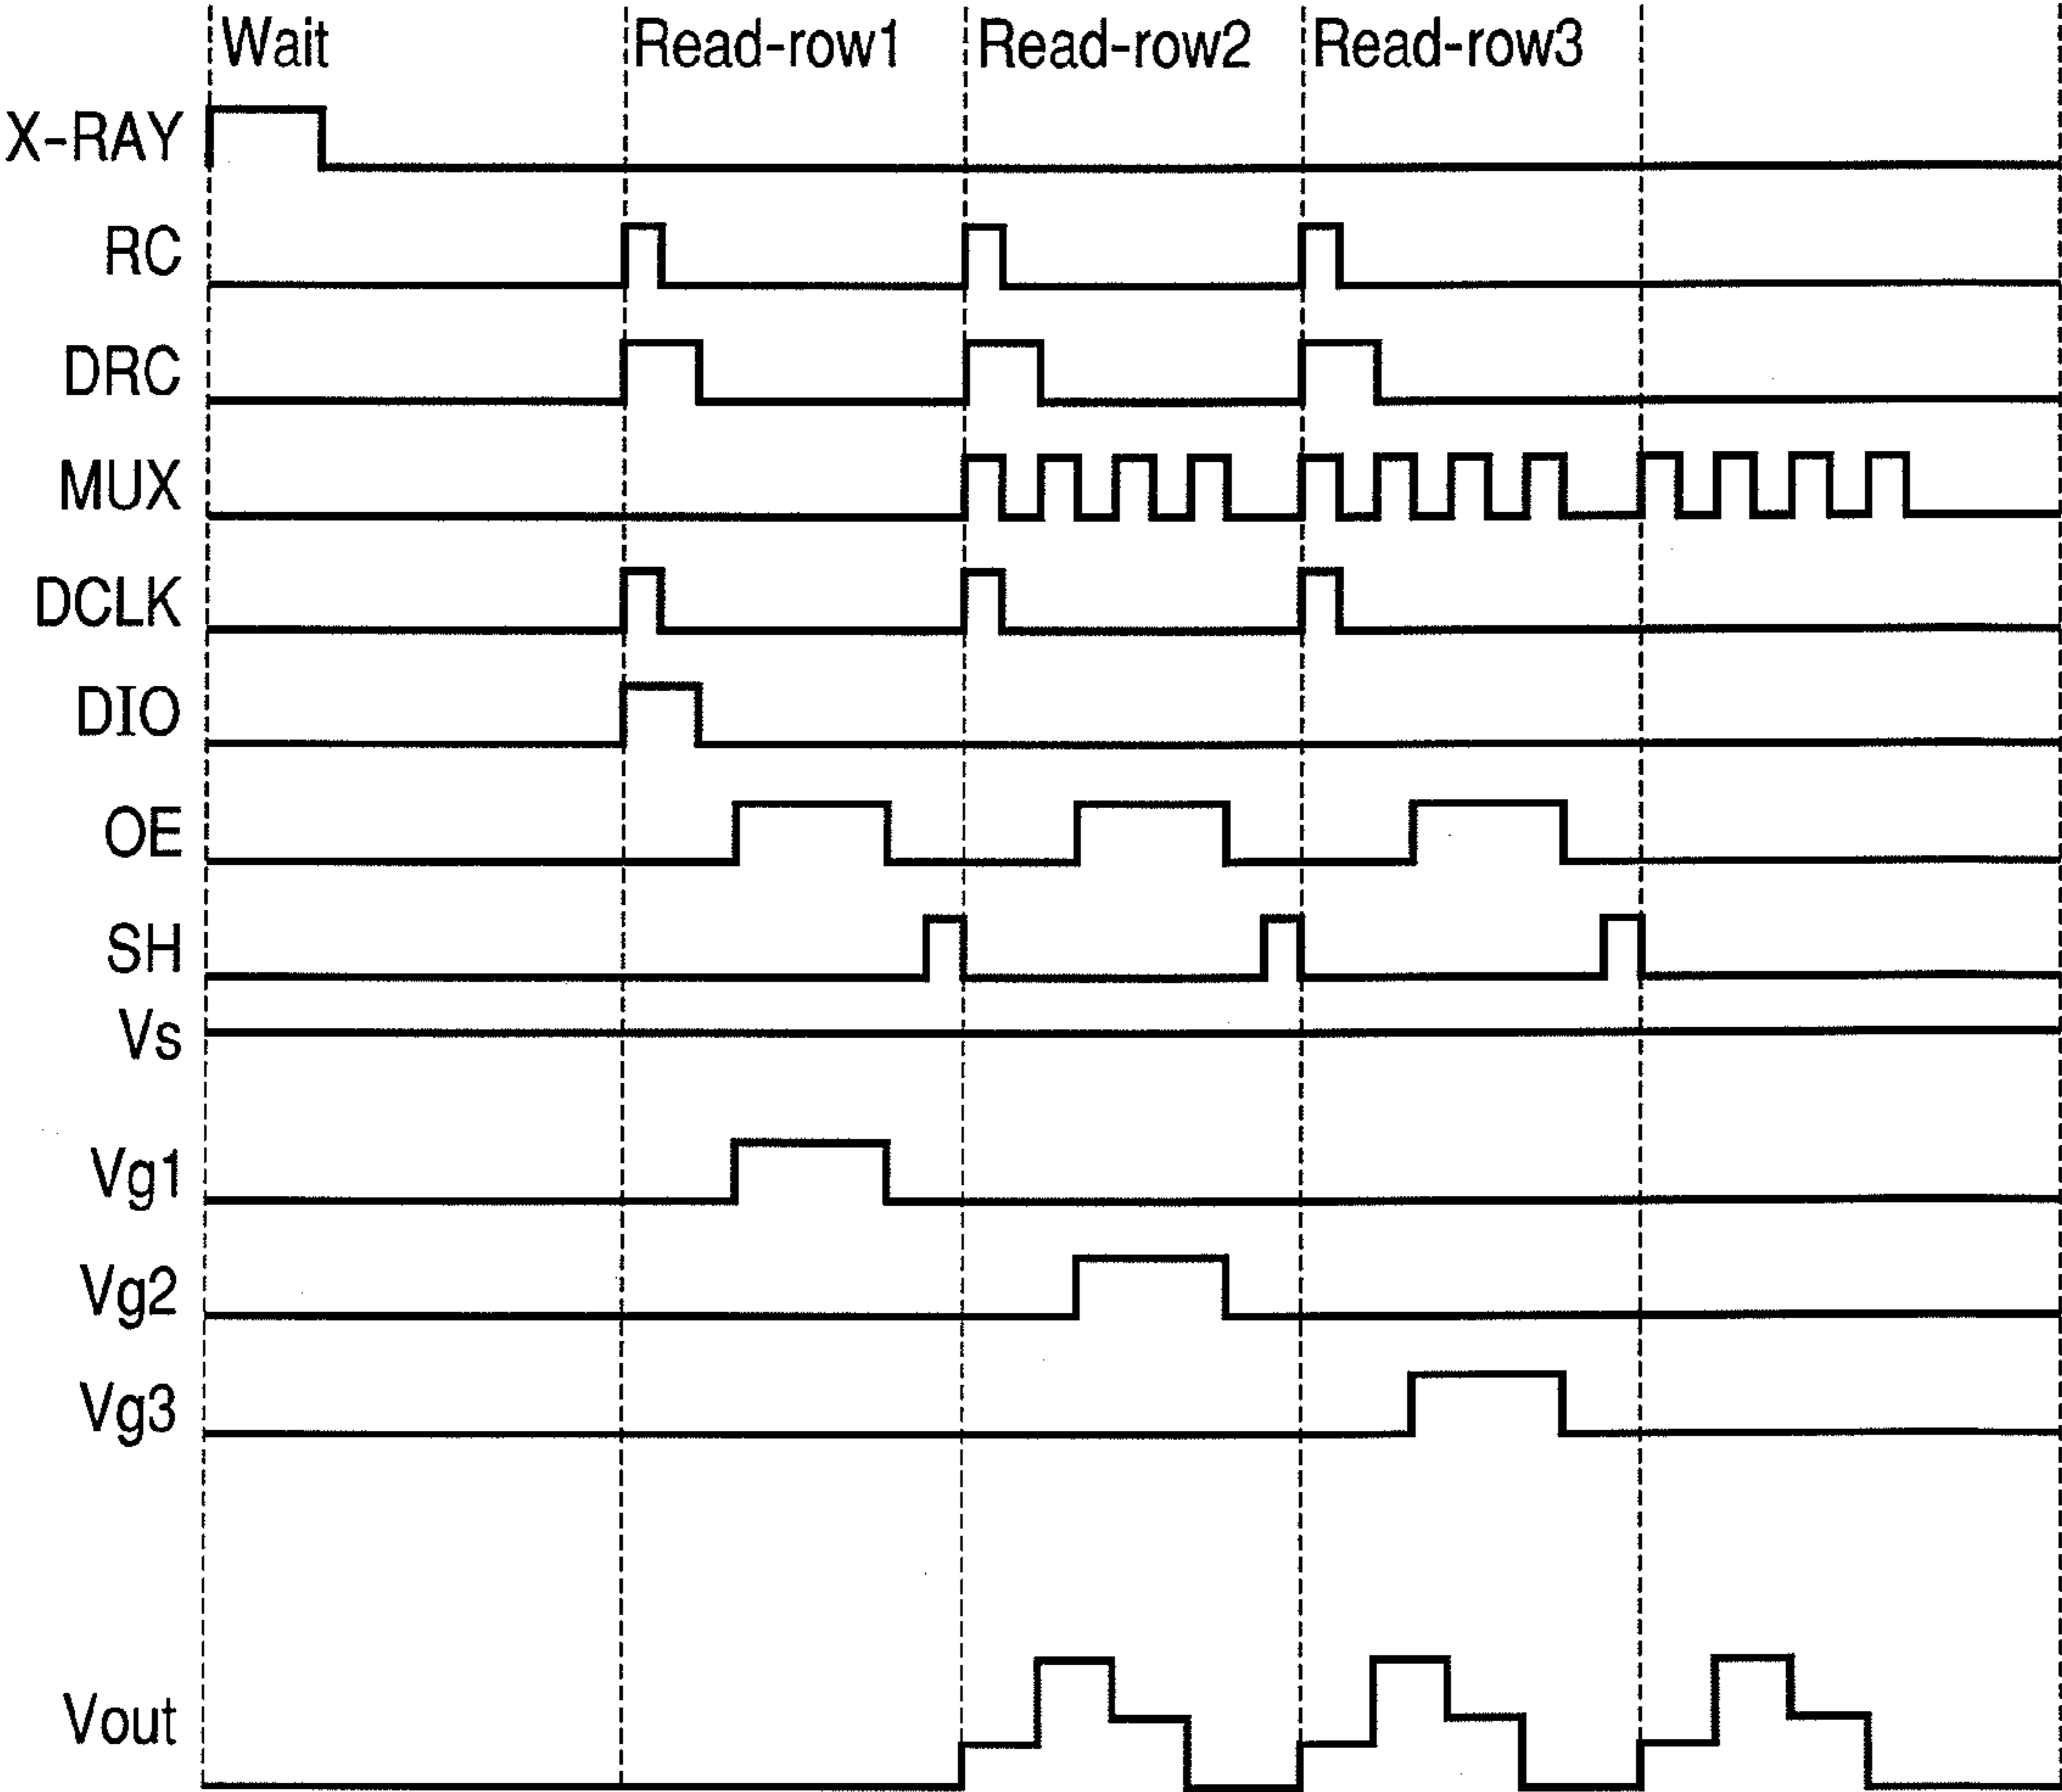 Wait Read-row1 Read-row2 Read-row3
X-RAY
RC
DRC
MUX
DCLK
DIO
OE
SH
Vs
Vg1
Vg2
Vg3
Vout